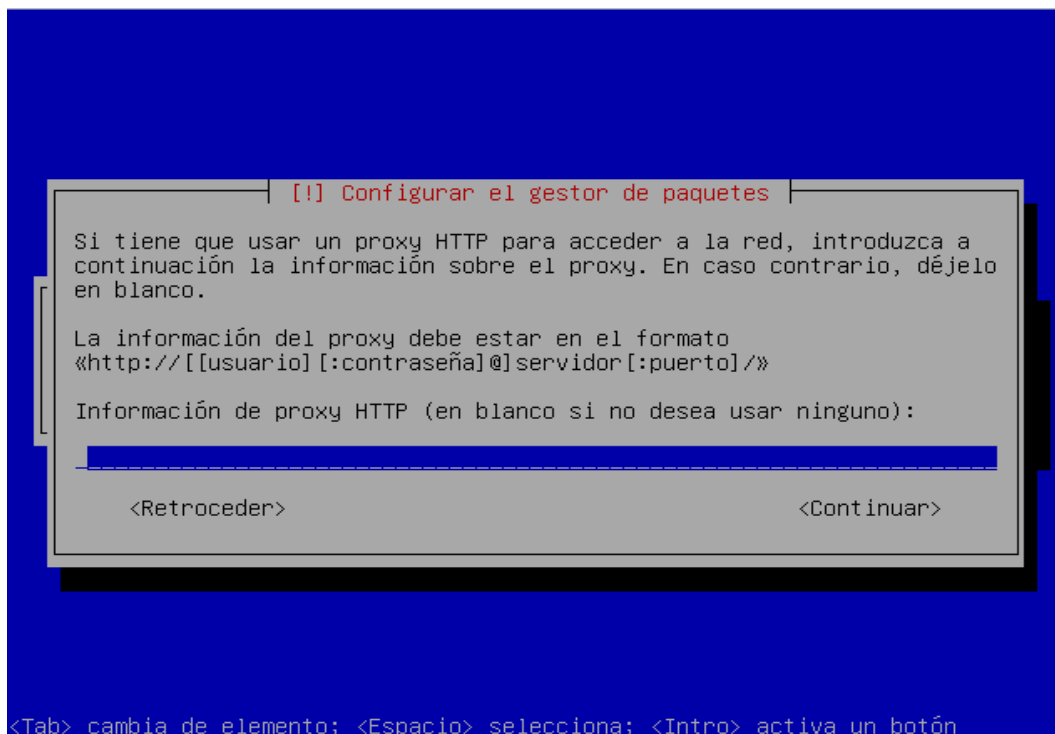 [!] Configurar el gestor de paquetes
Si tiene que usar un proxy HTTP para acceder a la red, introduzca a
continuación la información sobre el proxy. En caso contrario, déjelo
en blanco.
La información del proxy debe estar en el formato
«http://[[usuario][:contraseña]@]servidor[:puerto]/»
Información de proxy HTTP (en blanco si no desea usar ninguno):
<Retroceder> <Continuar>
<Tab> cambia de elemento; <Espacio> selecciona; <Intro> activa un botón